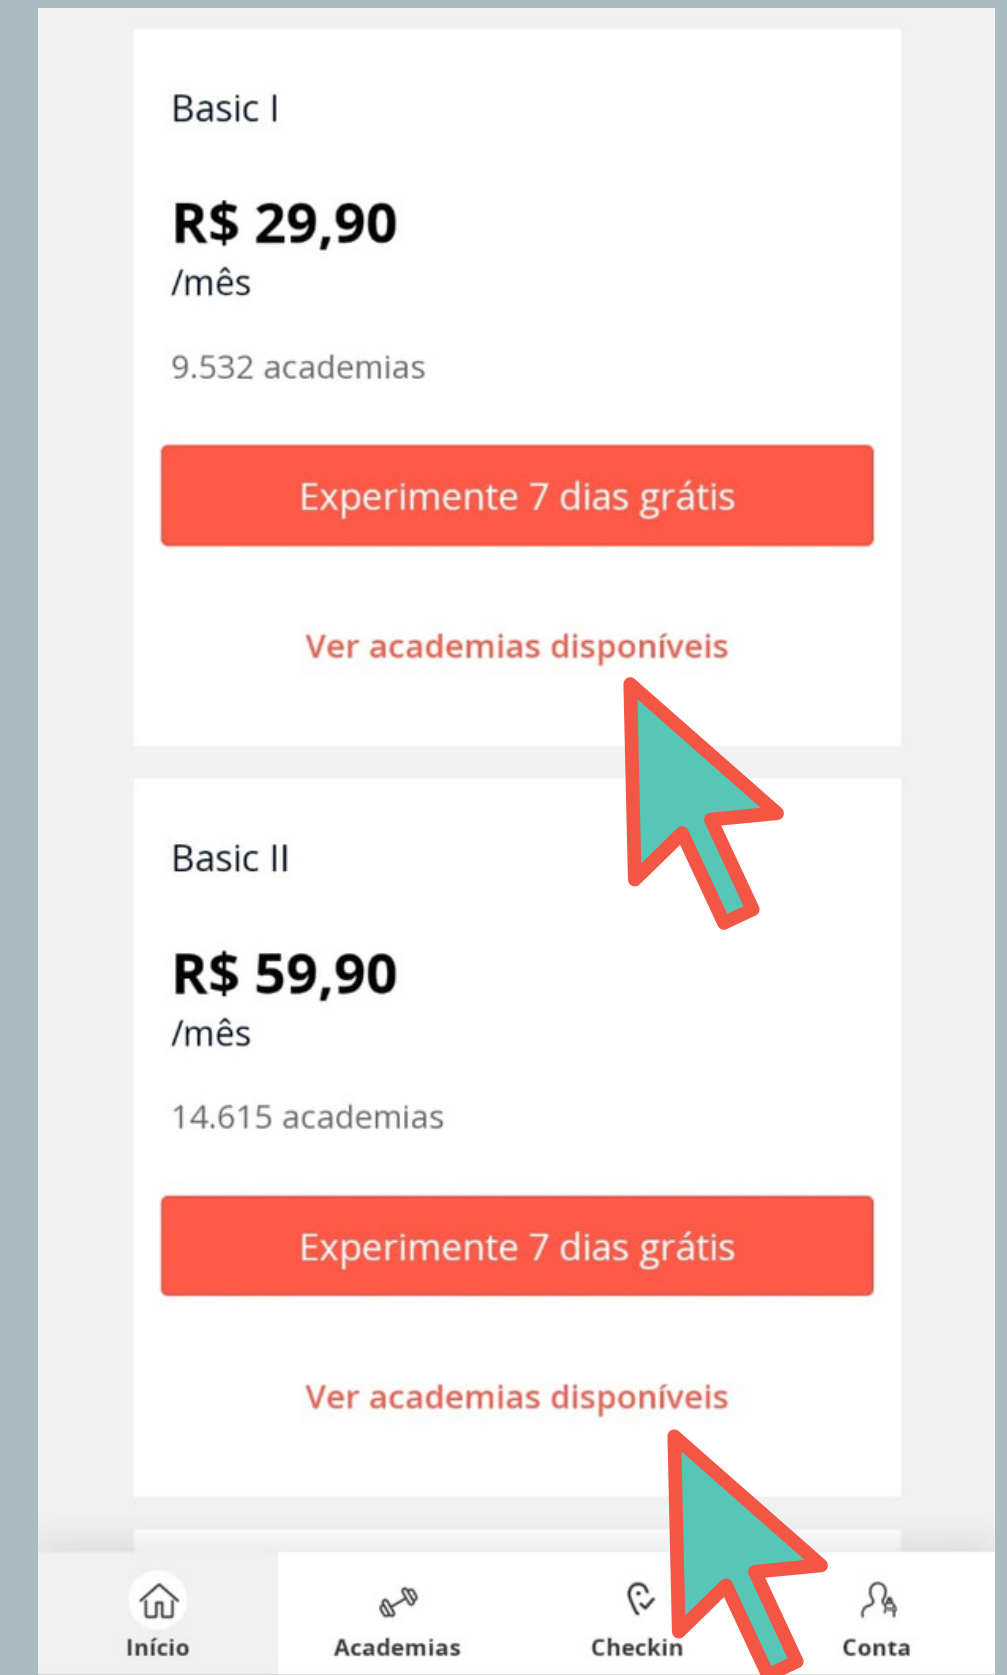 Basic I
R$ 29,90
/mês
9.532 academias
Experimente 7 dias grátis
Ver academias disponíveis
Basic II
R$ 59,90
/mês
14.615 academias
Experimente 7 dias grátis
Ver academias disponíveis
Início
Academias
Checkin
Conta